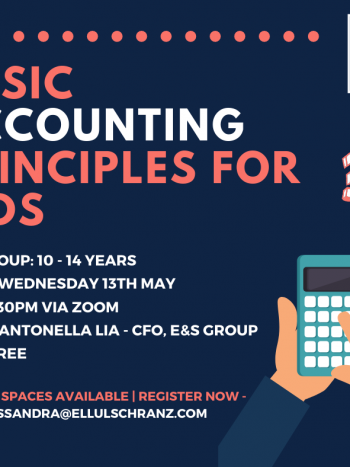 SIC
COUNTING
INCIPLES FOR
DS
OUP: 10 - 14 YEARS
WEDNESDAY 13TH MAY
30PM VIA ZOOM
ANTONELLA LIA - CFO, E&S GROUP
REE
SPACES AVAILABLE | REGISTER NOW -
SSANDRA@ELLULSCHRANZ.COM